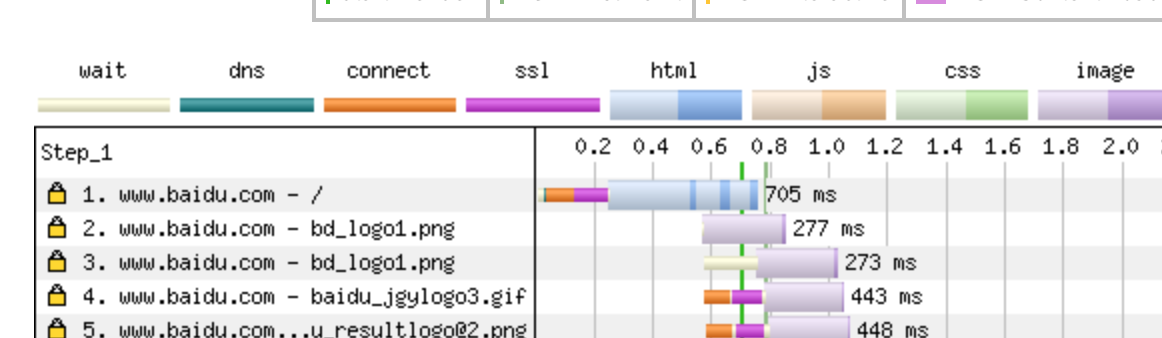 wait dns connect ssl html js css image
Step_1 0.2 0.4 0.6 0.8 1.0 1.2 1.4 1.6 1.8 2.0
1. www.baidu.com - / 705 ms
2. www.baidu.com - bd_logo1.png 277 ms
3. www.baidu.com - bd_logo1.png 273 ms
4. www.baidu.com - baidu_jgylogo3.gif 443 ms
5. www.baidu.com...u_resultlogo@2.png 448 ms